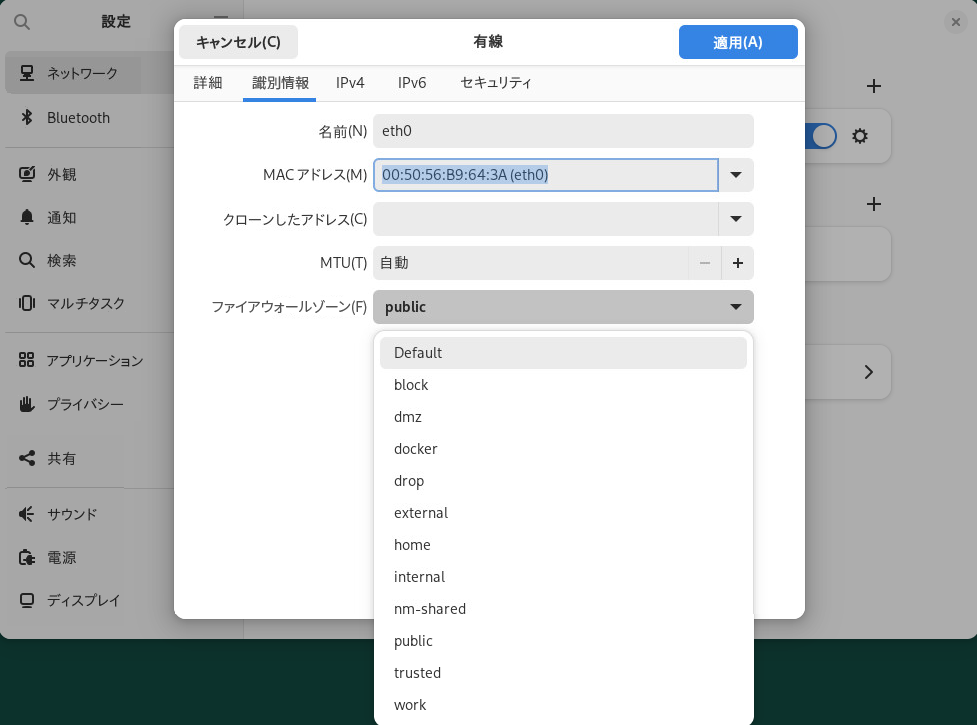 設定
キャンセル(C)
有線
適用(A)
詳細
識別情報
IPv4
IPv6
セキュリティ
ネットワーク
Bluetooth
外観
通知
検索
マルチタスク
アプリケーション
プライバシー
共有
サウンド
電源
ディスプレイ
名前(N)
eth0
MAC アドレス(M)
00:50:56:B9:64:3A (eth0)
クローンしたアドレス(C)
MTU(T)
自動
ファイアウォールゾーン(F)
public
Default
block
dmz
docker
drop
external
home
internal
nm-shared
public
trusted
work